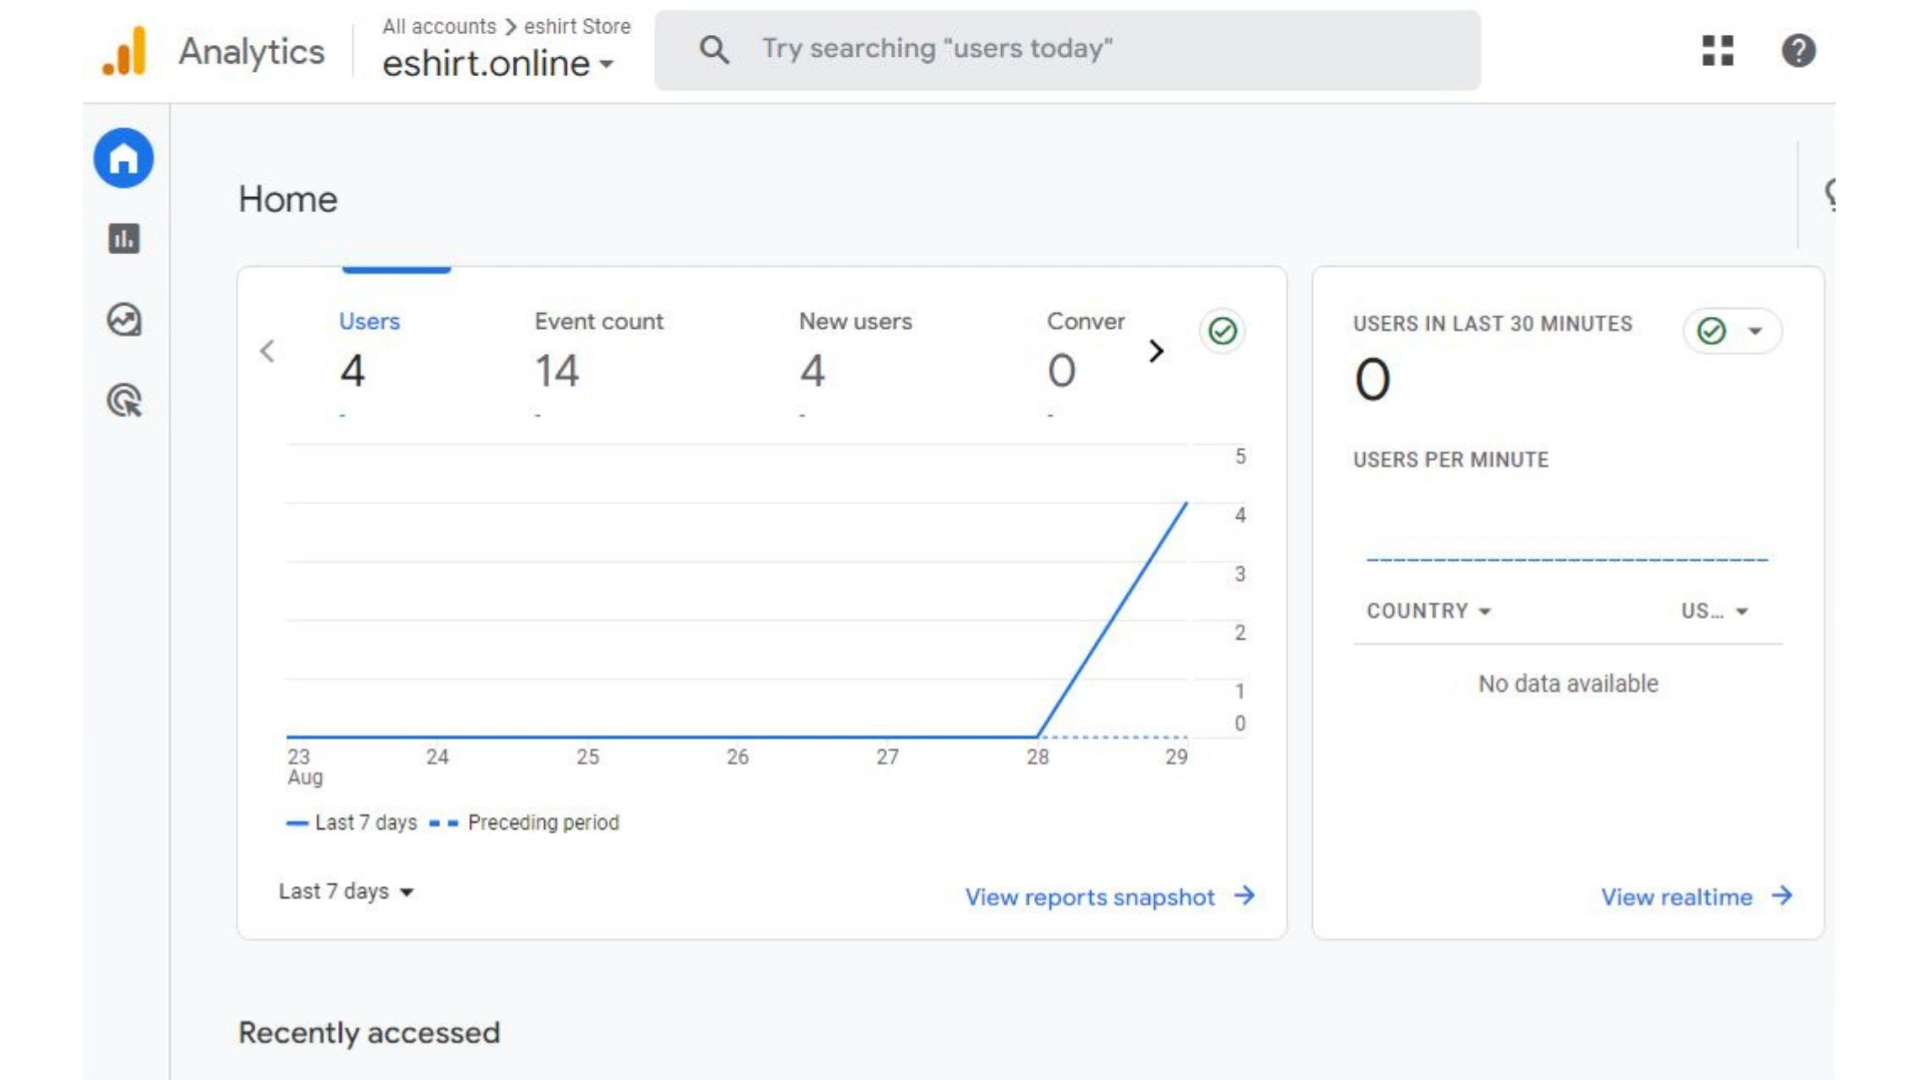 Analytics
All accounts > eshirt Store
eshirt.online
Try searching "users today"
Home
Users
4
-
Event count
14
-
New users
4
-
Conver
0
-
5
4
3
2
1
0
23
Aug
24
25
26
27
28
29
Last 7 days
Preceding period
Last 7 days
View reports snapshot
USERS IN LAST 30 MINUTES
0
USERS PER MINUTE
COUNTRY
US...
No data available
View realtime
Recently accessed